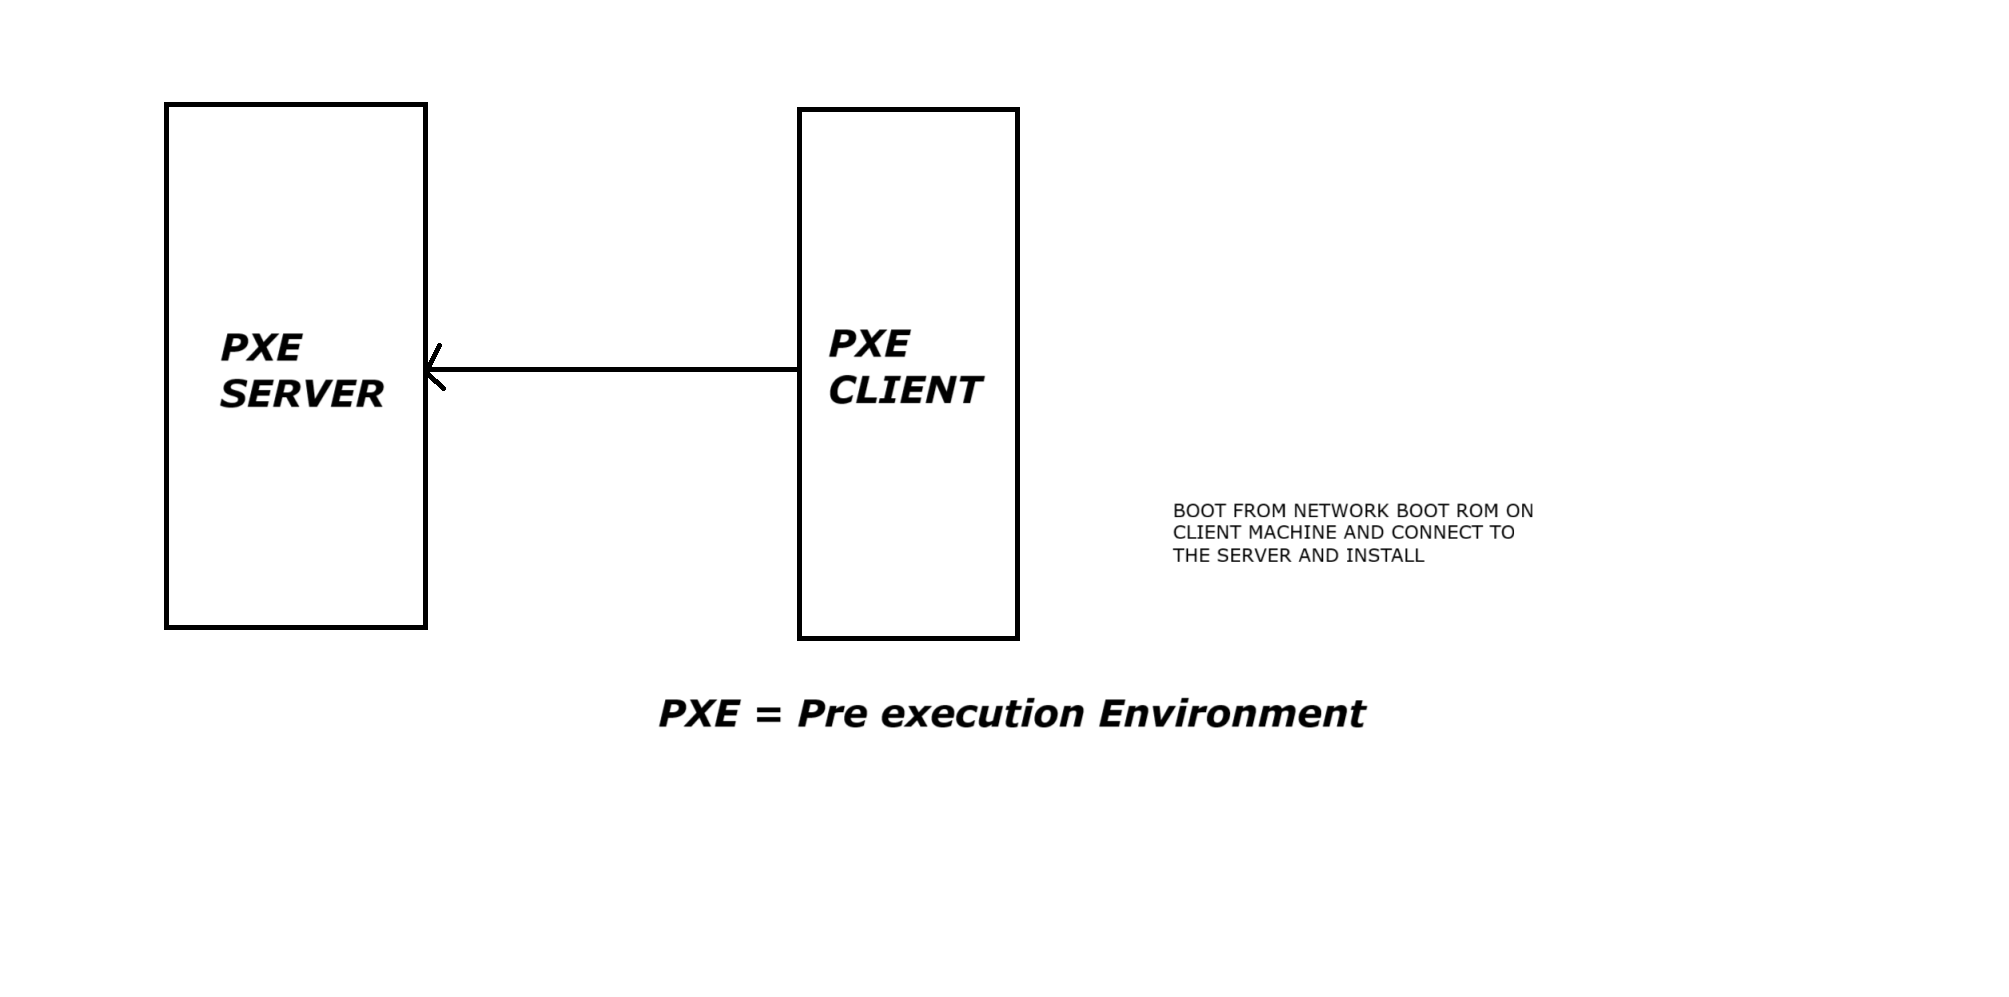 PXE
SERVER
PXE
CLIENT
BOOT FROM NETWORK BOOT ROM ON
CLIENT MACHINE AND CONNECT TO
THE SERVER AND INSTALL
PXE = Pre execution Environment